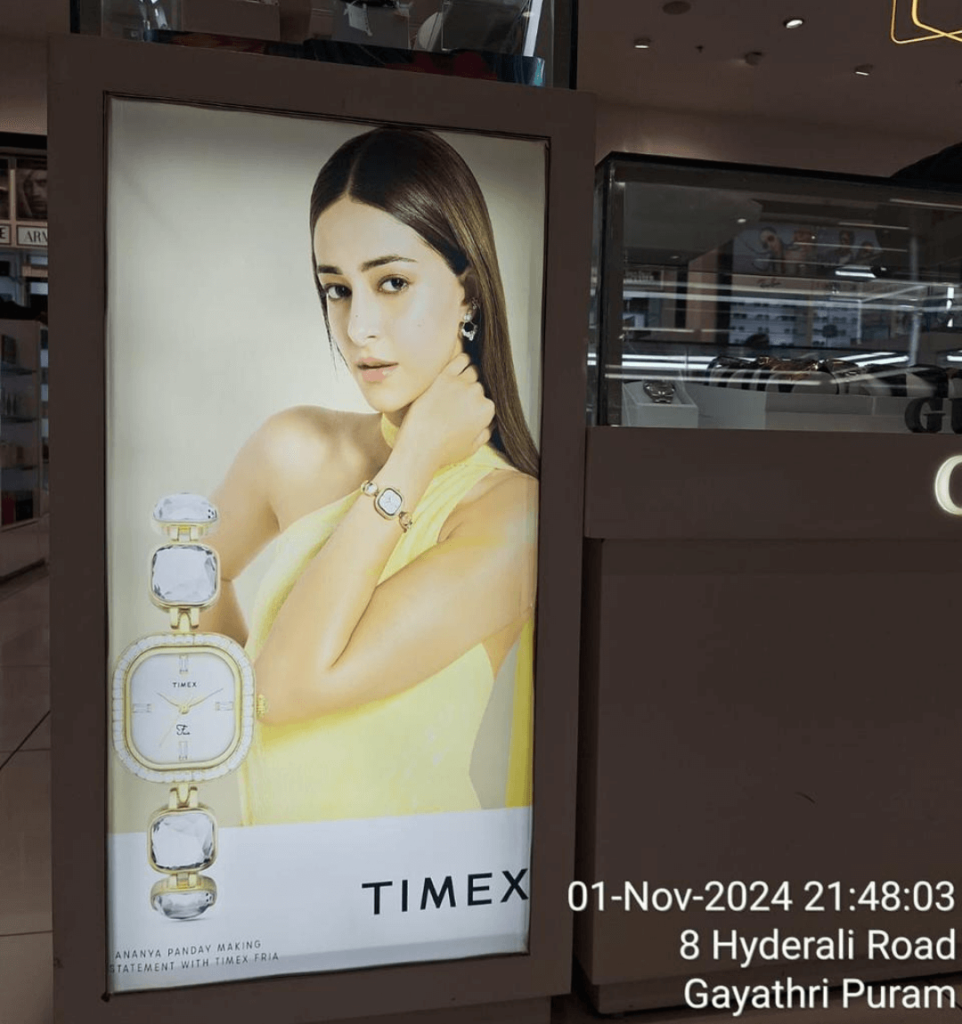 ARM
TIMEX
TIMEX
ANANYA PANDAY MAKING
STATEMENT WITH TIMEX FRIA
01-Nov-2024 21:48:03
8 Hyderali Road
Gayathri Puram